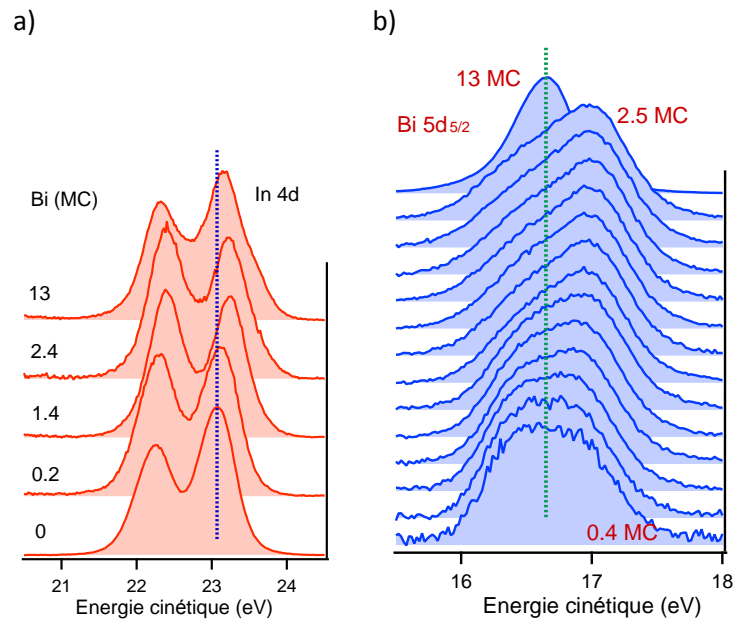 a)
Bi (MC)
In 4d
13
2.4
1.4
0.2
0
21 22 23 24
Energie cinétique (eV)
b)
13 MC
Bi 5d5/2
2.5 MC
0.4 MC
16 17 18
Energie cinétique (eV)